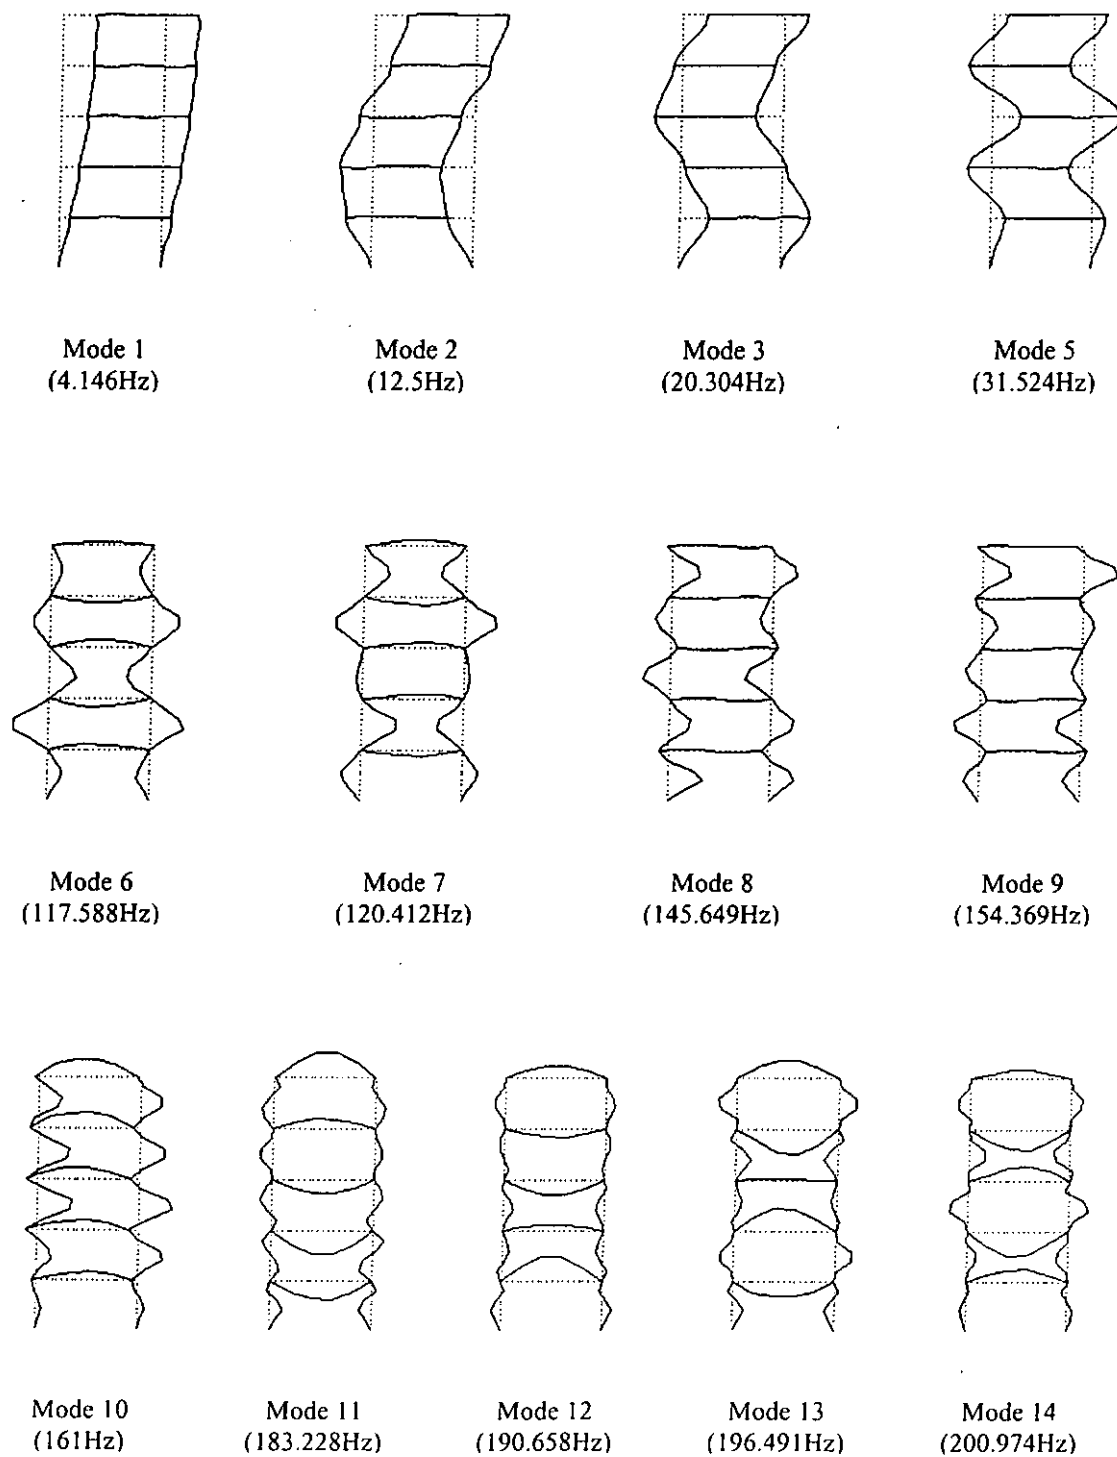 Mode 1
(4.146Hz)
Mode 2
(12.5Hz)
Mode 3
(20.304Hz)
Mode 5
(31.524Hz)
Mode 6
(117.588Hz)
Mode 7
(120.412Hz)
Mode 8
(145.649Hz)
Mode 9
(154.369Hz)
Mode 10
(161Hz)
Mode 11
(183.228Hz)
Mode 12
(190.658Hz)
Mode 13
(196.491Hz)
Mode 14
(200.974Hz)